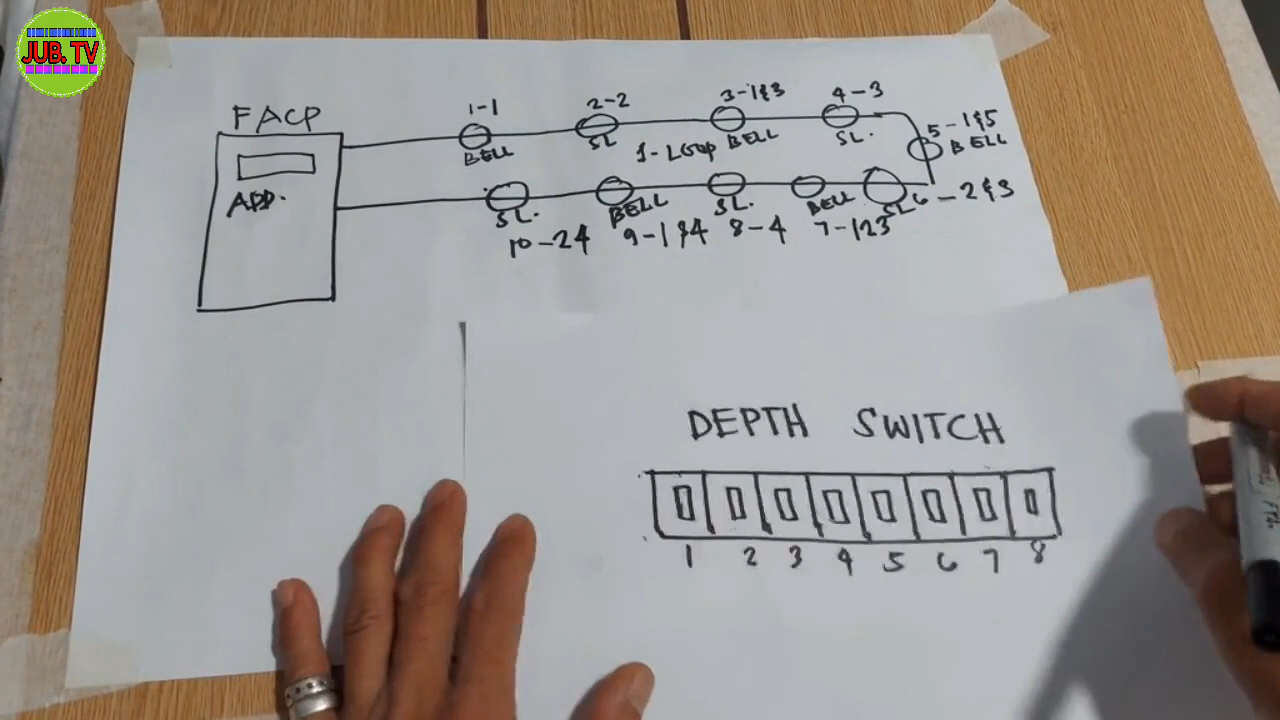 JUB.TV
FACP
ADD.
1-1
BELL
2-2
SL
1-LOOP
3-1&3
BELL
4-3
SL.
5-1&5
BELL
SL 6-2&3
BELL
7-123
SL.
8-4
BELL
9-1&4
SL.
10-24
DEPTH SWITCH
1 2 3 4 5 6 7 8